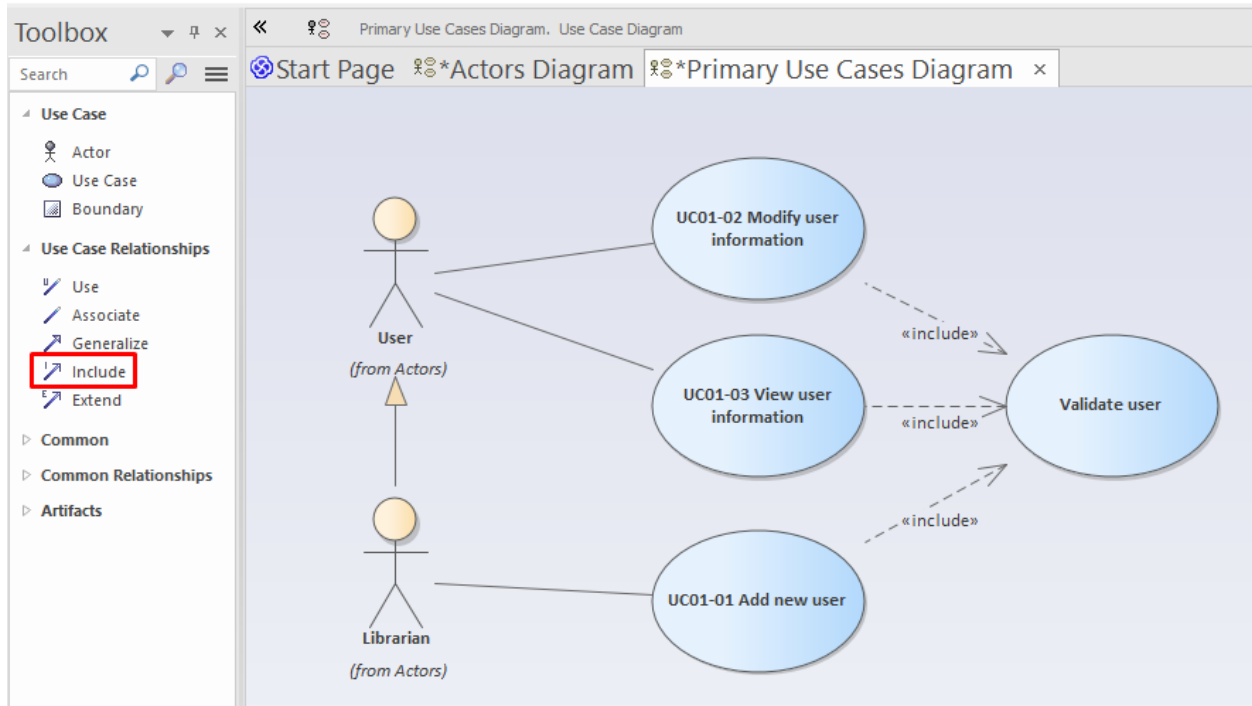 Toolbox
Search
Use Case
Actor
Use Case
Boundary
Use Case Relationships
Use
Associate
Generalize
Include
Extend
Common
Common Relationships
Artifacts
Primary Use Cases Diagram. Use Case Diagram
Start Page *Actors Diagram *Primary Use Cases Diagram ×
UC01-02 Modify user
information
User
(from Actors)
«include»
UC01-03 View user
information
«include»
Validate user
«include»
UC01-01 Add new user
Librarian
(from Actors)